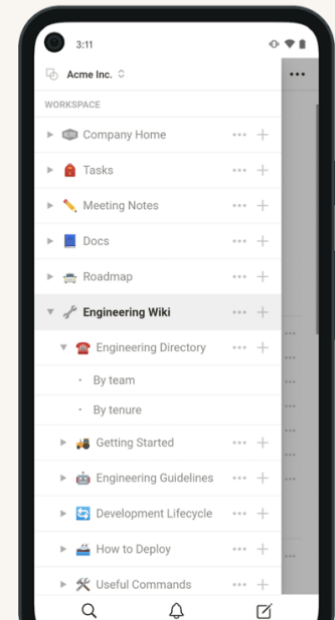 3:11
Acme Inc.
WORKSPACE
Company Home
Tasks
Meeting Notes
Docs
Roadmap
Engineering Wiki
Engineering Directory
By team
By tenure
Getting Started
Engineering Guidelines
Development Lifecycle
How to Deploy
Useful Commands